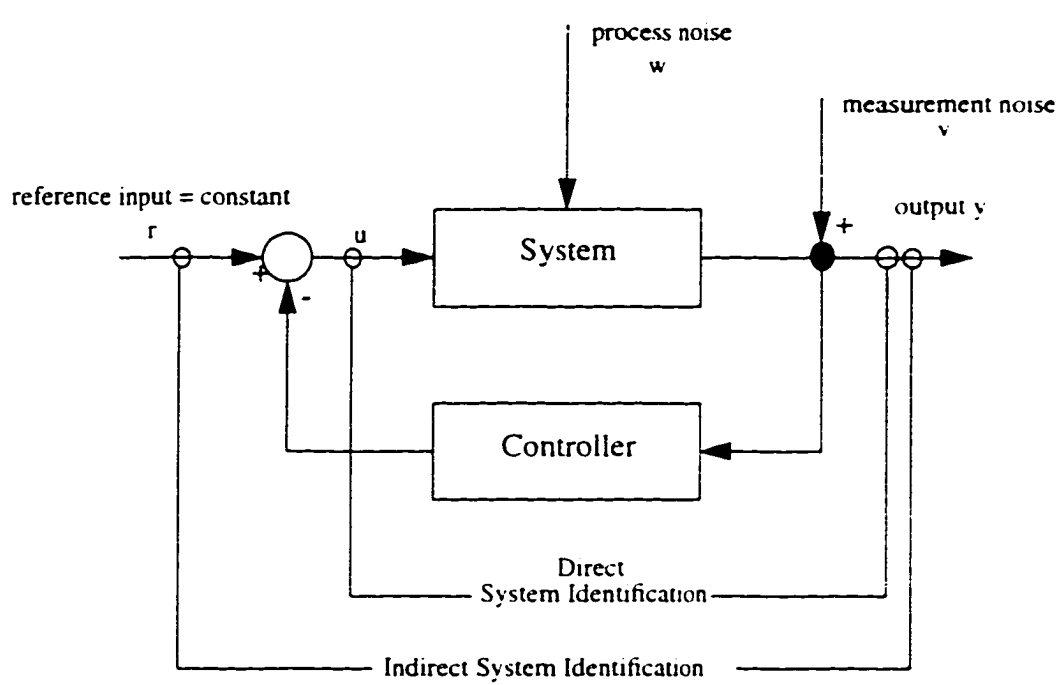 process noise
w
measurement noise
v
reference input = constant
r
u
+
-
System
+
output y
Controller
Direct
System Identification
Indirect System Identification